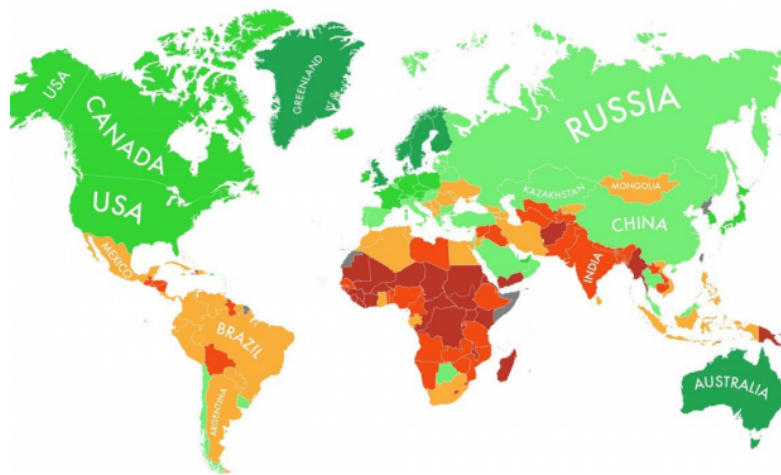 GREENLAND
USA
CANADA
RUSSIA
KAZAKHSTAN
MONGOLIA
USA
CHINA
MEXICO
INDIA
BRAZIL
AUSTRALIA
ARGENTINA